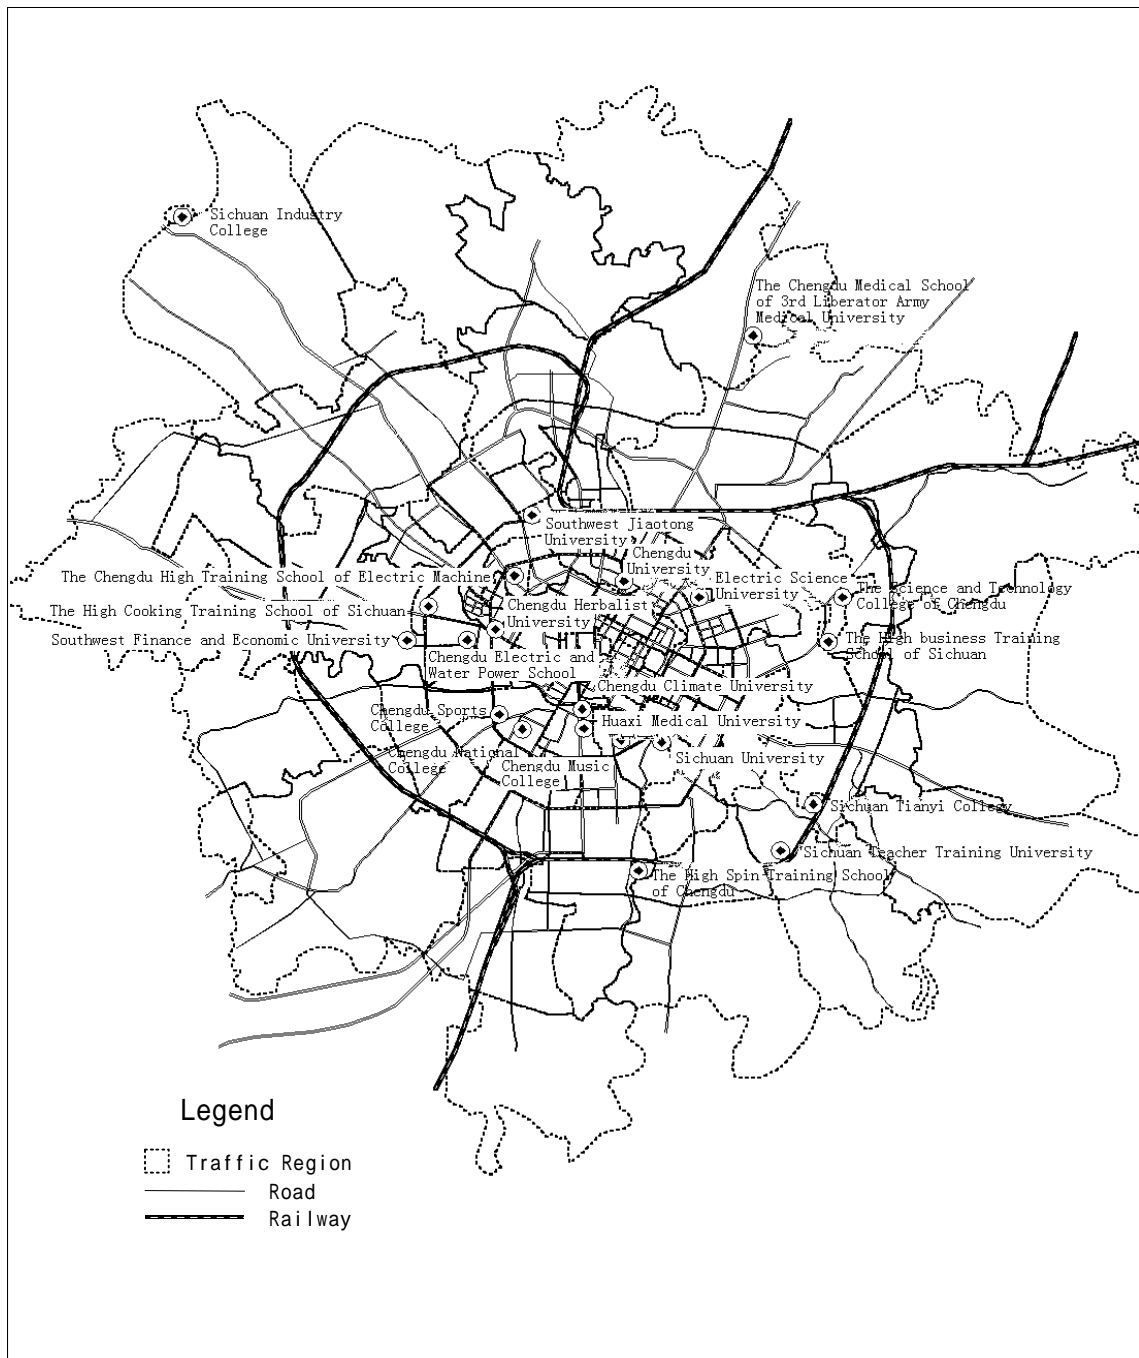 Sichuan Industry
College
The Chengdu Medical School
of 3rd Liberator Army
Medical University
Southwest Jiaotong
University
Chengdu
University
The Chengdu High Training School of Electric Machine
Electric Science
University
The Science and Technology
College of Chengdu
The High Cooking Training School of Sichuan
Chengdu Herbalist
University
Southwest Finance and Economic University
The High business Training
School of Sichuan
Chengdu Electric and
Water Power School
Chengdu Climate University
Chengdu Sports
College
Huaxi Medical University
Chengdu National
College
Sichuan University
Chengdu Music
College
Sichuan Tianyi College
Sichuan Teacher Training University
The High Spin Training School
of Chengdu
Legend
Traffic Region
Road
Railway